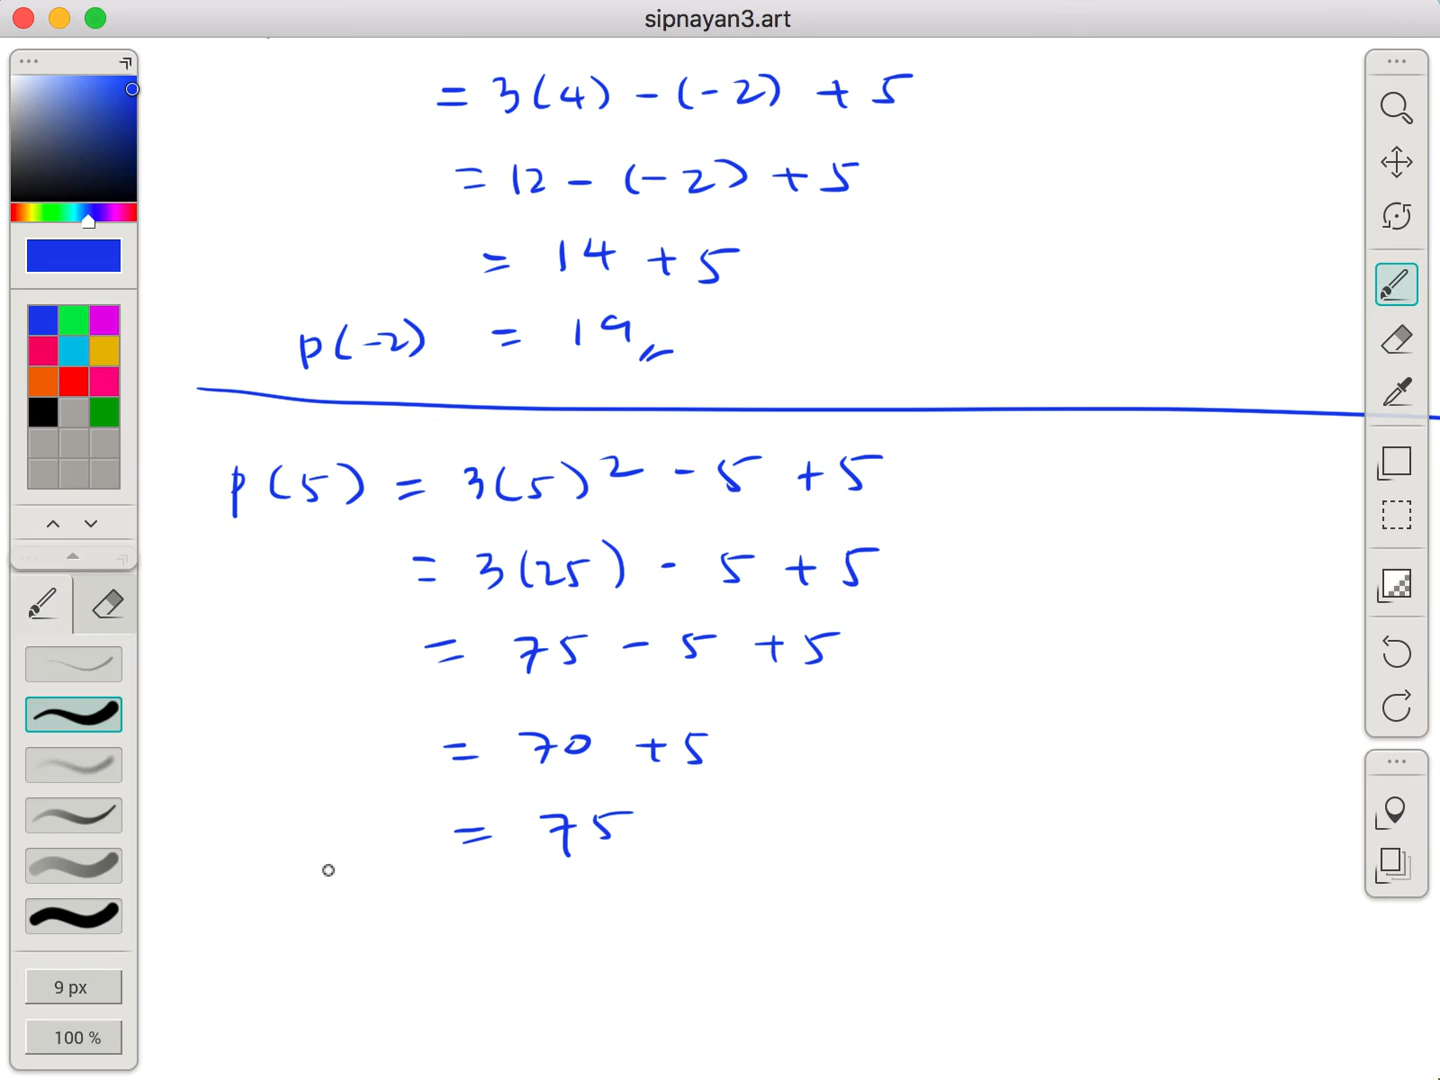 sipnayan3.art
= 3(4) - (-2) + 5
= 12 - (-2) + 5
= 14 + 5
p(-2) = 19
p(5) = 3(5)² - 5 + 5
= 3(25) - 5 + 5
= 75 - 5 + 5
= 70 + 5
= 75
9 px
100 %